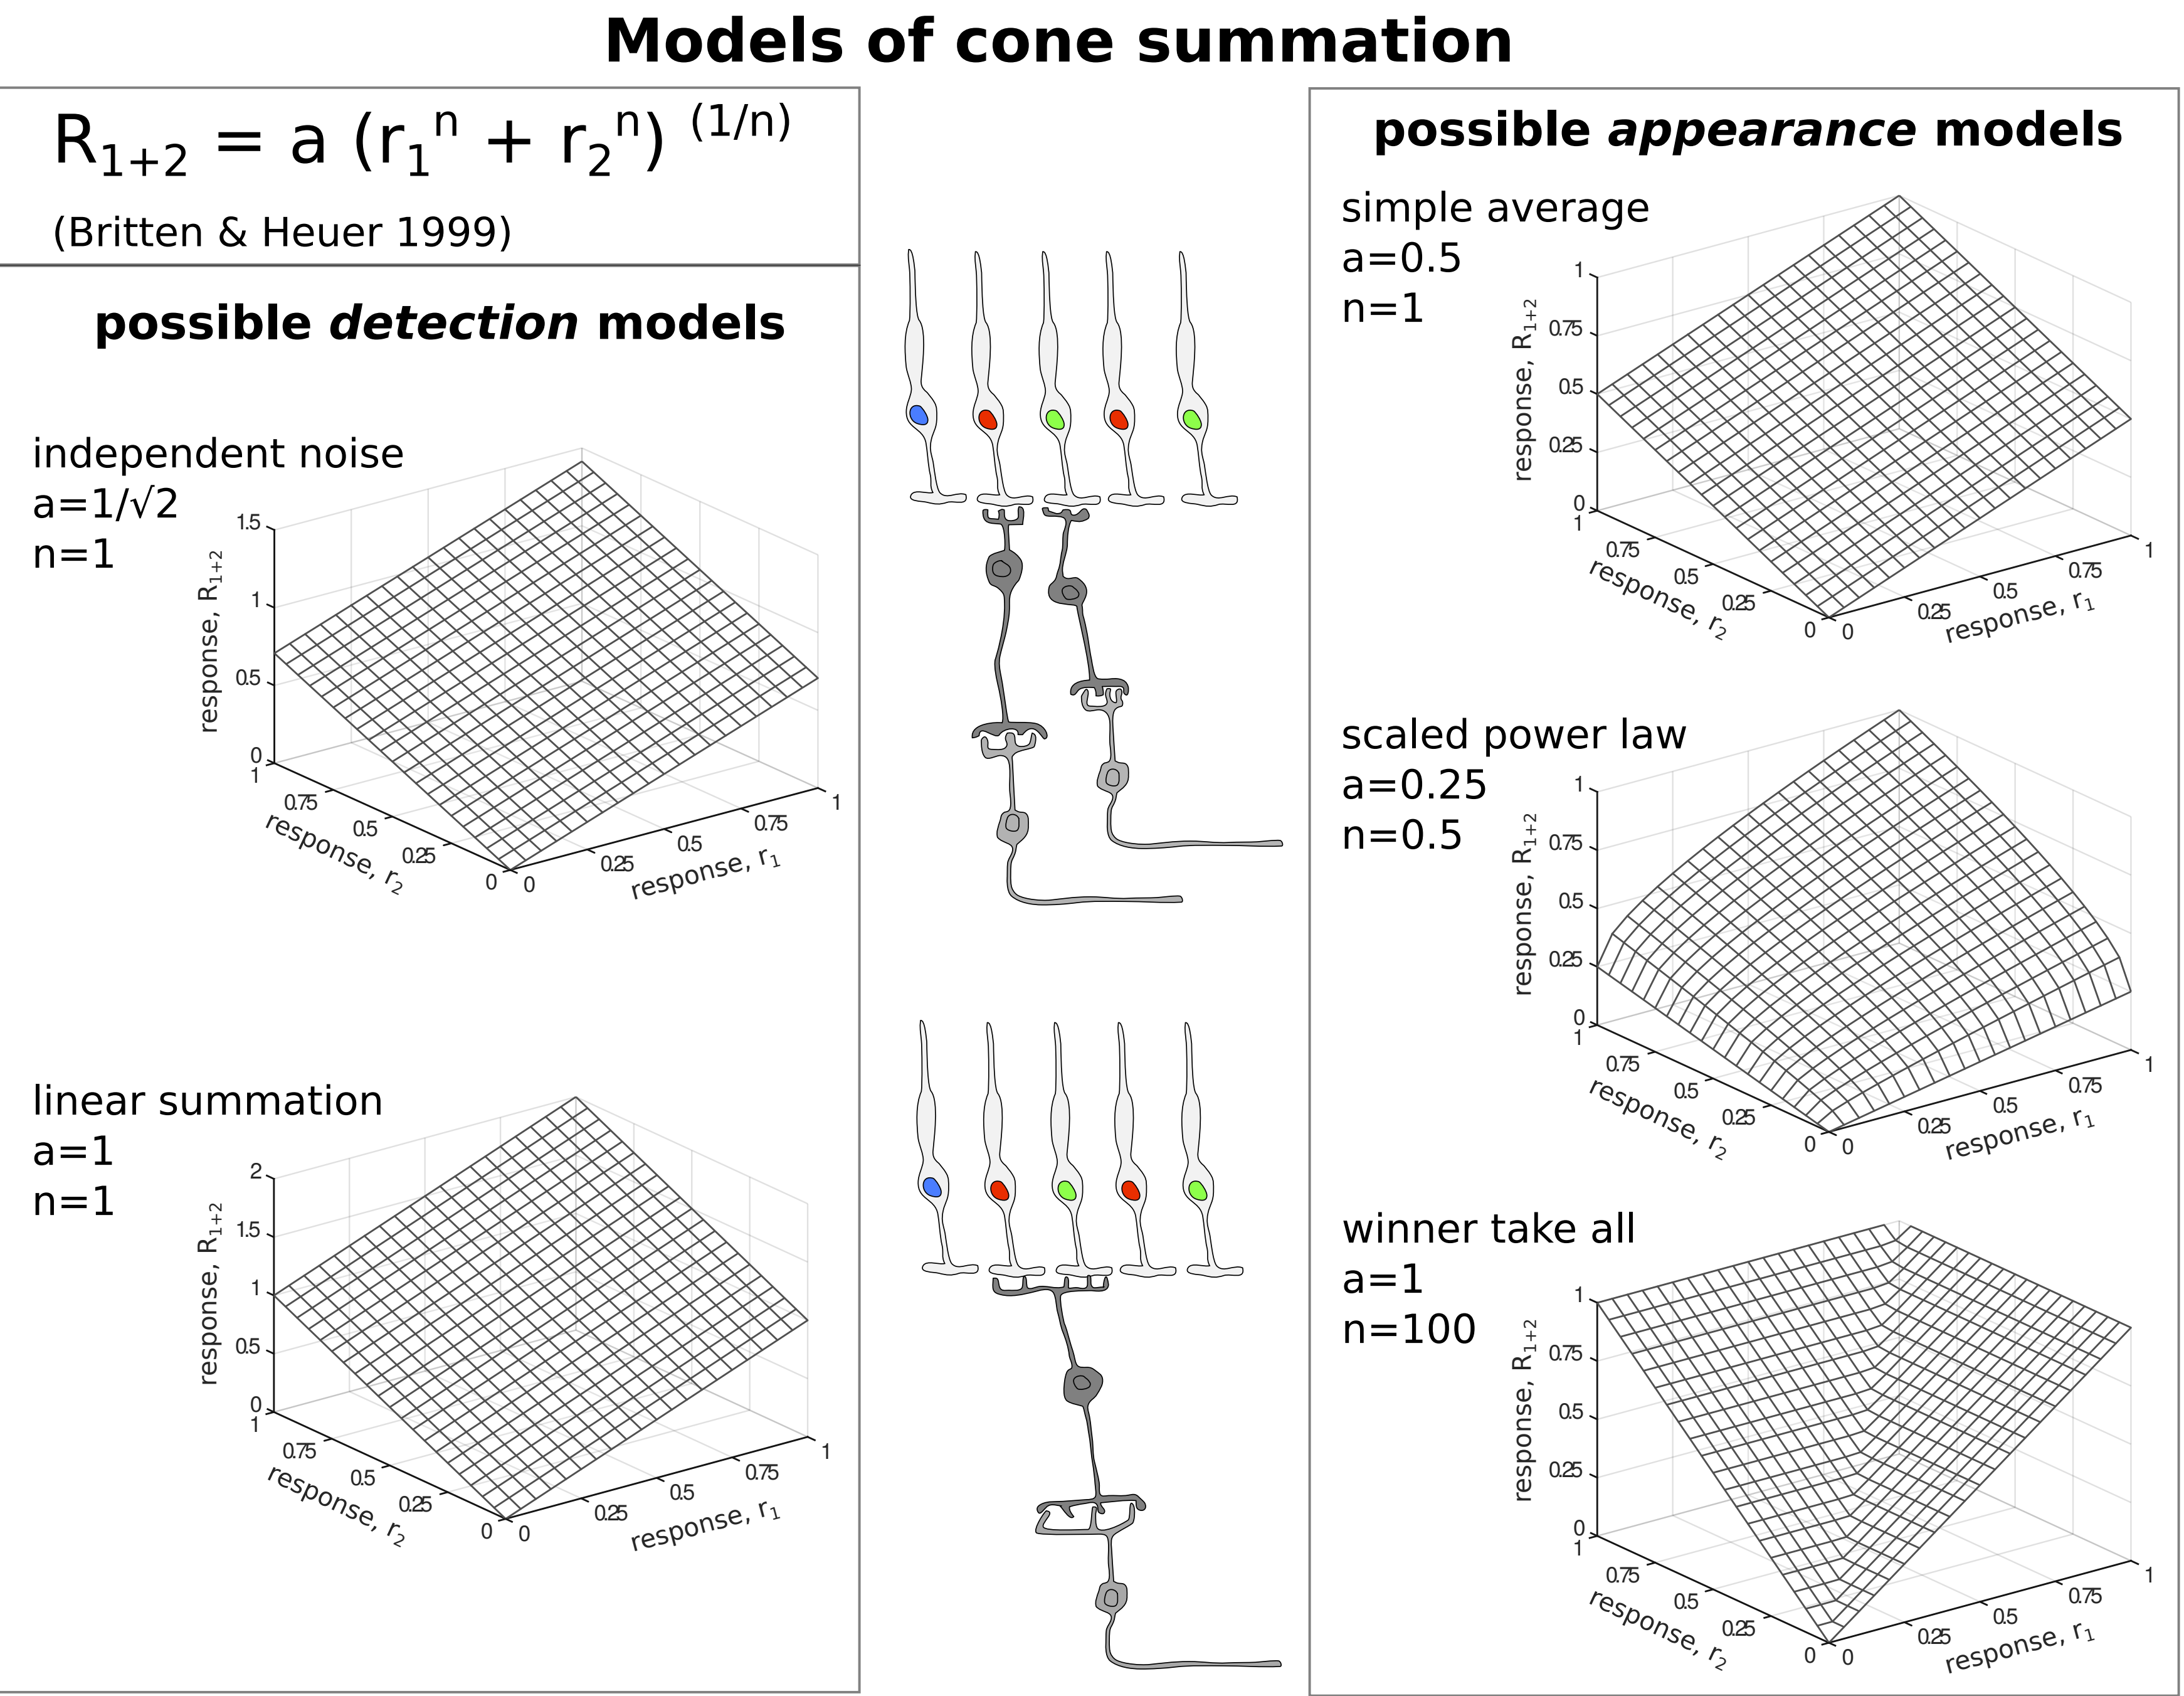 Models of cone summation
R₁₊₂ = a (r₁ⁿ + r₂ⁿ) ⁽¹/ⁿ⁾
(Britten & Heuer 1999)
possible detection models
independent noise
a=1/√2
n=1
response, R₁₊₂
1.5
1
0.5
0
1
0.75
0.5
0.25
0
response, r₂
0
0.25
0.5
0.75
1
response, r₁
linear summation
a=1
n=1
response, R₁₊₂
2
1.5
1
0.5
0
1
0.75
0.5
0.25
0
response, r₂
0
0.25
0.5
0.75
1
response, r₁
possible appearance models
simple average
a=0.5
n=1
response, R₁₊₂
1
0.75
0.5
0.25
0
1
0.75
0.5
0.25
0
response, r₂
0
0.25
0.5
0.75
1
response, r₁
scaled power law
a=0.25
n=0.5
response, R₁₊₂
1
0.75
0.5
0.25
0
1
0.75
0.5
0.25
0
response, r₂
0
0.25
0.5
0.75
1
response, r₁
winner take all
a=1
n=100
response, R₁₊₂
1
0.75
0.5
0.25
0
1
0.75
0.5
0.25
0
response, r₂
0
0.25
0.5
0.75
1
response, r₁